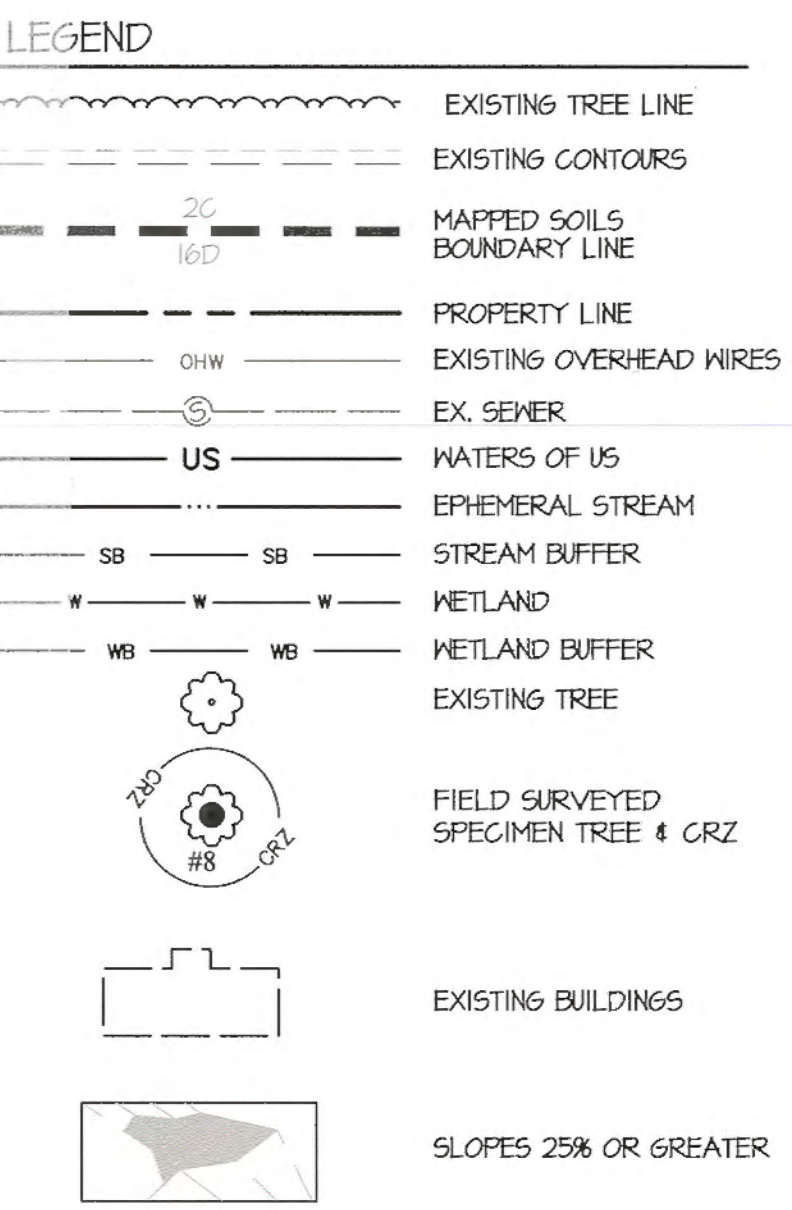 LEGEND
EXISTING TREE LINE
EXISTING CONTOURS
2C
16D
MAPPED SOILS
BOUNDARY LINE
PROPERTY LINE
OHW
EXISTING OVERHEAD WIRES
S
EX. SEWER
US
WATERS OF US
EPHEMERAL STREAM
SB SB
STREAM BUFFER
W W W
WETLAND
WB WB
WETLAND BUFFER
EXISTING TREE
CRZ
CRZ
#8
FIELD SURVEYED
SPECIMEN TREE & CRZ
EXISTING BUILDINGS
SLOPES 25% OR GREATER